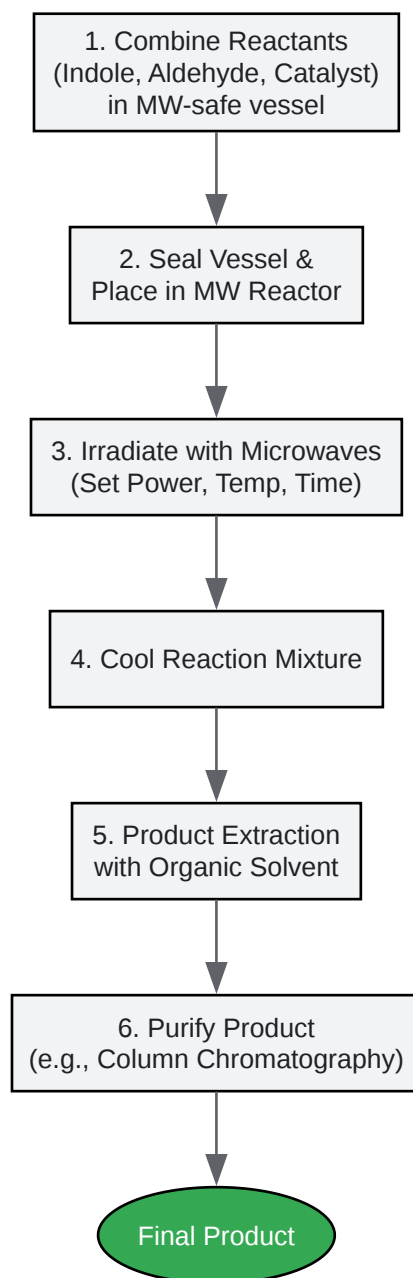 1. Combine Reactants
(Indole, Aldehyde, Catalyst)
in MW-safe vessel
2. Seal Vessel &
Place in MW Reactor
3. Irradiate with Microwaves
(Set Power, Temp, Time)
4. Cool Reaction Mixture
5. Product Extraction
with Organic Solvent
6. Purify Product
(e.g., Column Chromatography)
Final Product